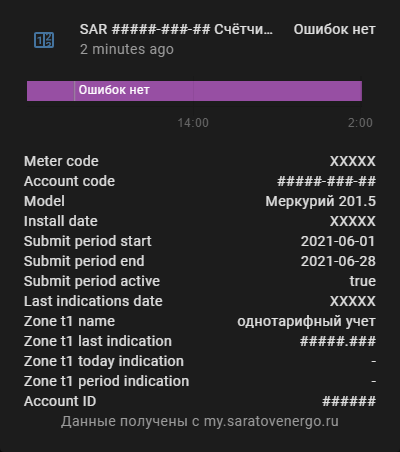 SAR #####-###-## Счётчи... Ошибок нет
2 minutes ago
Ошибок нет
14:00 2:00
Meter code XXXXX
Account code #####-###-##
Model Меркурий 201.5
Install date XXXXX
Submit period start 2021-06-01
Submit period end 2021-06-28
Submit period active true
Last indications date XXXXX
Zone t1 name однотарифный учет
Zone t1 last indication #####.###
Zone t1 today indication -
Zone t1 period indication -
Account ID ######
Данные получены с my.saratovenergo.ru